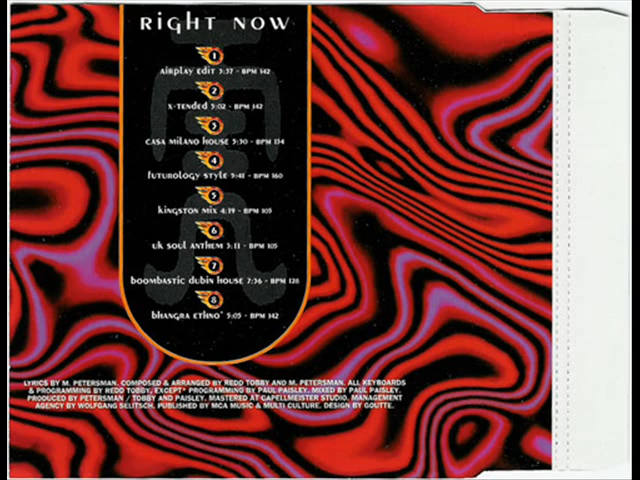 RIGHT NOW
1
AIRPLAY EDIT 3:37 - BPM 142
2
X-TENDED 5:02 - BPM 142
3
CASA MILANO HOUSE 5:30 - BPM 134
4
FUTUROLOGY STYLE 5:41 - BPM 160
5
KINGSTON MIX 4:39 - BPM 105
6
UK SOUL ANTHEM 5:11 - BPM 105
7
BOOMBASTIC DUBIN HOUSE 7:36 - BPM 128
8
BHANGRA ETHNO* 5:05 - BPM 142
LYRICS BY M. PETERSMAN. COMPOSED & ARRANGED BY REDD TOBBY AND M. PETERSMAN. ALL KEYBOARDS
& PROGRAMMING BY REDD TOBBY, EXCEPT* PROGRAMMING BY PAUL PAISLEY. MIXED BY PAUL PAISLEY.
PRODUCED BY PETERSMAN / TOBBY AND PAISLEY. MASTERED AT CAPELLMEISTER STUDIO. MANAGEMENT
AGENCY BY WOLFGANG SELITSCH. PUBLISHED BY MCA MUSIC & MULTI CULTURE. DESIGN BY GOUTTE.